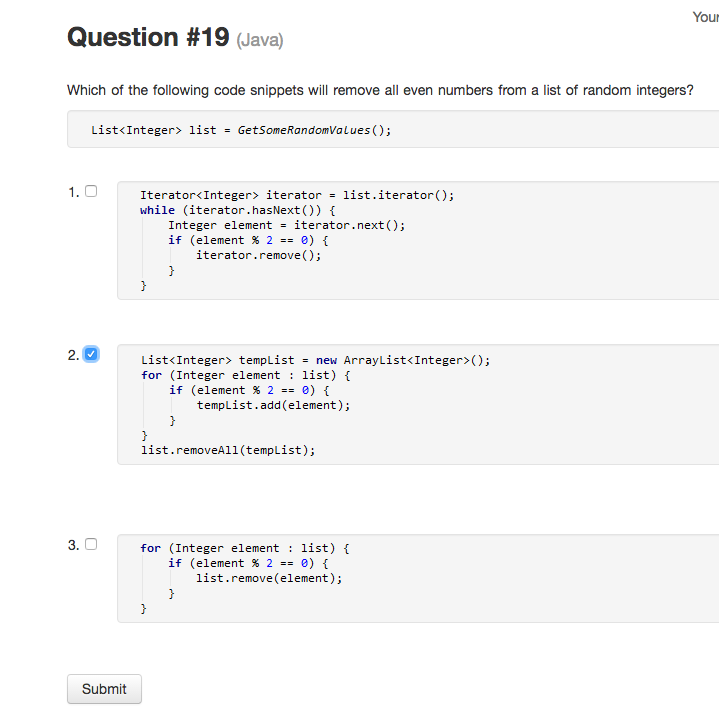 Your
Question #19 (Java)
Which of the following code snippets will remove all even numbers from a list of random integers?
List<Integer> list = GetSomeRandomValues();
1.
Iterator<Integer> iterator = list.iterator();
while (iterator.hasNext()) {
Integer element = iterator.next();
if (element % 2 == 0) {
iterator.remove();
}
}
2.
List<Integer> tempList = new ArrayList<Integer>();
for (Integer element : list) {
if (element % 2 == 0) {
tempList.add(element);
}
}
list.removeAll(tempList);
3.
for (Integer element : list) {
if (element % 2 == 0) {
list.remove(element);
}
}
Submit